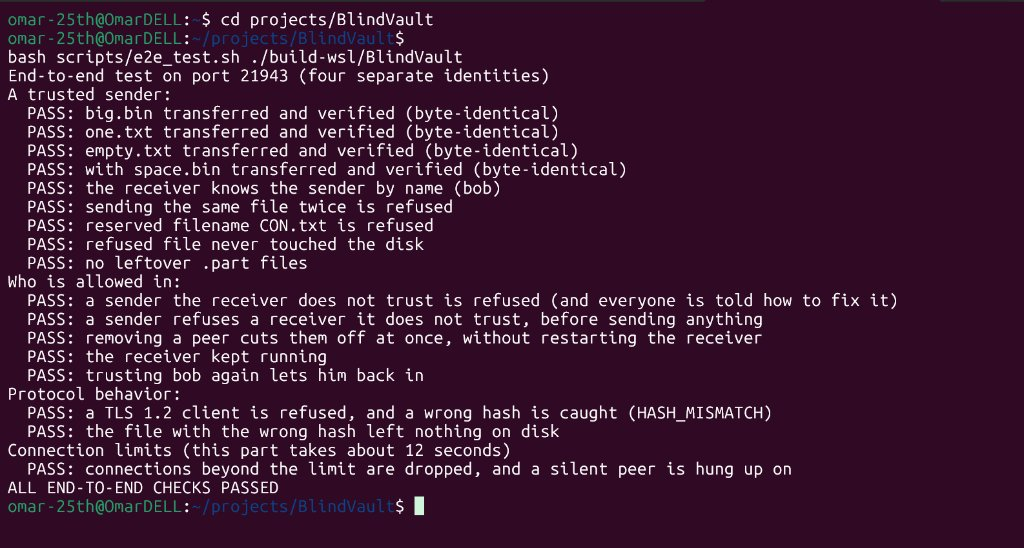 omar-25th@OmarDELL:~$ cd projects/BlindVault
omar-25th@OmarDELL:~/projects/BlindVault$
bash scripts/e2e_test.sh ./build-wsl/BlindVault
End-to-end test on port 21943 (four separate identities)
A trusted sender:
  PASS: big.bin transferred and verified (byte-identical)
  PASS: one.txt transferred and verified (byte-identical)
  PASS: empty.txt transferred and verified (byte-identical)
  PASS: with space.bin transferred and verified (byte-identical)
  PASS: the receiver knows the sender by name (bob)
  PASS: sending the same file twice is refused
  PASS: reserved filename CON.txt is refused
  PASS: refused file never touched the disk
  PASS: no leftover .part files
Who is allowed in:
  PASS: a sender the receiver does not trust is refused (and everyone is told how to fix it)
  PASS: a sender refuses a receiver it does not trust, before sending anything
  PASS: removing a peer cuts them off at once, without restarting the receiver
  PASS: the receiver kept running
  PASS: trusting bob again lets him back in
Protocol behavior:
  PASS: a TLS 1.2 client is refused, and a wrong hash is caught (HASH_MISMATCH)
  PASS: the file with the wrong hash left nothing on disk
Connection limits (this part takes about 12 seconds)
  PASS: connections beyond the limit are dropped, and a silent peer is hung up on
ALL END-TO-END CHECKS PASSED
omar-25th@OmarDELL:~/projects/BlindVault$